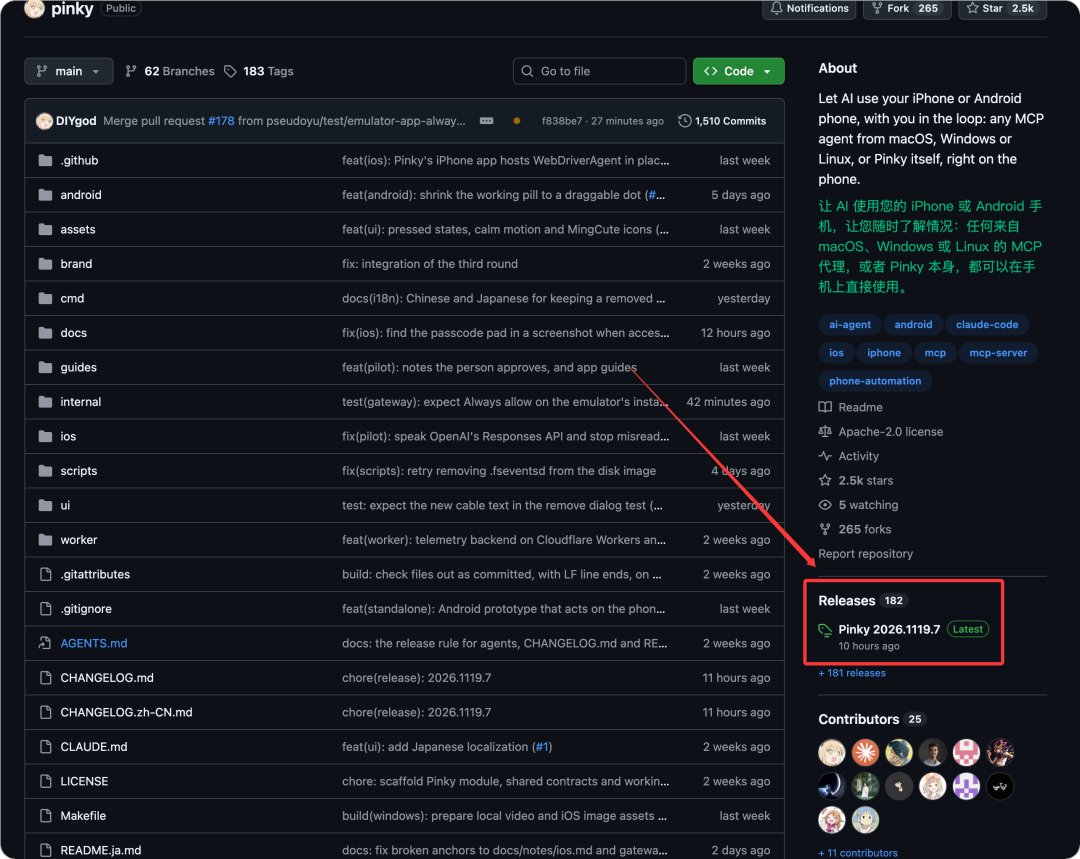 pinky Public
Notifications Fork 265 Star 2.5k
main 62 Branches 183 Tags Go to file Code
DIYgod Merge pull request #178 from pseudoyu/test/emulator-app-alway... f838be7 · 27 minutes ago 1,510 Commits
.github feat(ios): Pinky's iPhone app hosts WebDriverAgent in plac... last week
android feat(android): shrink the working pill to a draggable dot (#... 5 days ago
assets feat(ui): pressed states, calm motion and MingCute icons (... last week
brand fix: integration of the third round 2 weeks ago
cmd docs(i18n): Chinese and Japanese for keeping a removed ... yesterday
docs fix(ios): find the passcode pad in a screenshot when acces... 12 hours ago
guides feat(pilot): notes the person approves, and app guides last week
internal test(gateway): expect Always allow on the emulator's insta... 42 minutes ago
ios fix(pilot): speak OpenAI's Responses API and stop misread... last week
scripts fix(scripts): retry removing .fseventsd from the disk image 4 days ago
ui test: expect the new cable text in the remove dialog test (... yesterday
worker feat(worker): telemetry backend on Cloudflare Workers an... 2 weeks ago
.gitattributes build: check files out as committed, with LF line ends, on ... 2 weeks ago
.gitignore feat(standalone): Android prototype that acts on the phon... last week
AGENTS.md docs: the release rule for agents, CHANGELOG.md and RE... 2 weeks ago
CHANGELOG.md chore(release): 2026.1119.7 11 hours ago
CHANGELOG.zh-CN.md chore(release): 2026.1119.7 11 hours ago
CLAUDE.md feat(ui): add Japanese localization (#1) 2 weeks ago
LICENSE chore: scaffold Pinky module, shared contracts and workin... 2 weeks ago
Makefile build(windows): prepare local video and iOS image assets ... last week
README.ja.md docs: fix broken anchors to docs/notes/ios.md and gatewa... 2 days ago
About
Let AI use your iPhone or Android
phone, with you in the loop: any MCP
agent from macOS, Windows or
Linux, or Pinky itself, right on the
phone.
让 AI 使用您的 iPhone 或 Android 手
机，让您随时了解情况：任何来自
macOS、Windows 或 Linux 的 MCP
代理，或者 Pinky 本身，都可以在手
机上直接使用。
ai-agent android claude-code
ios iphone mcp mcp-server
phone-automation
Readme
Apache-2.0 license
Activity
2.5k stars
5 watching
265 forks
Report repository
Releases 182
Pinky 2026.1119.7 Latest
10 hours ago
+ 181 releases
Contributors 25
+ 11 contributors